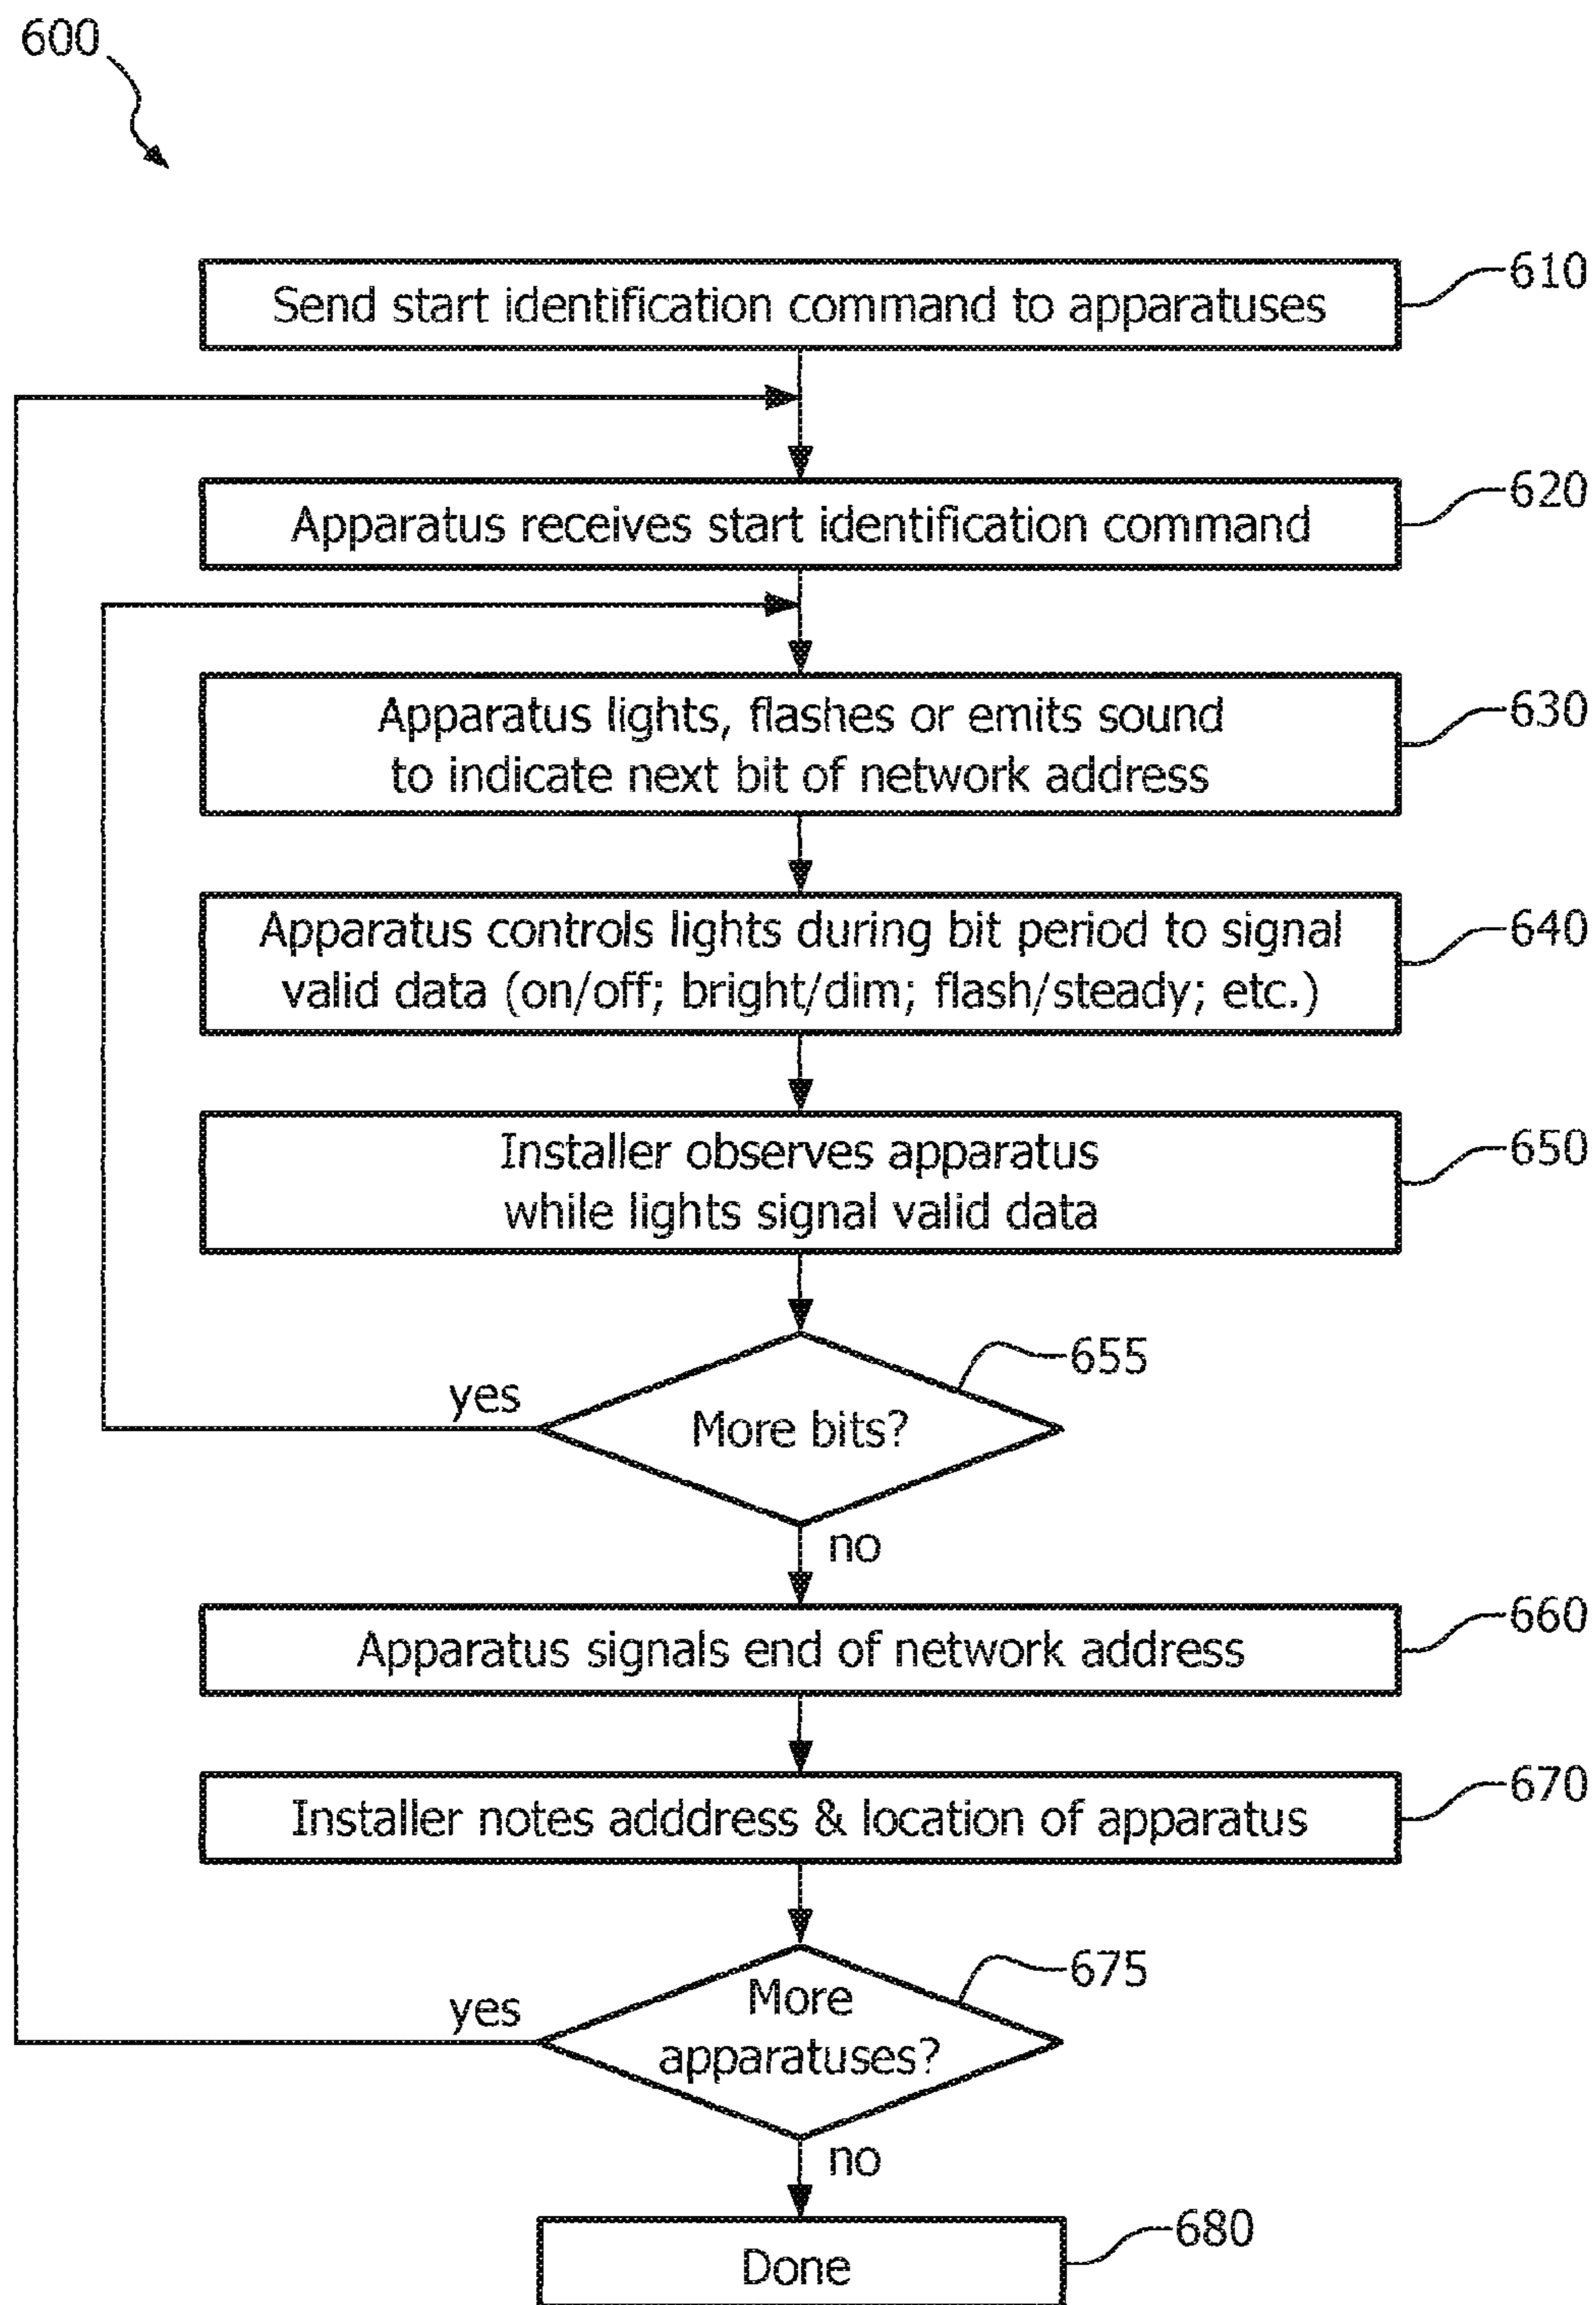 600
Send start identification command to apparatuses
610
Apparatus receives start identification command
620
Apparatus lights, flashes or emits sound
to indicate next bit of network address
630
Apparatus controls lights during bit period to signal
valid data (on/off; bright/dim; flash/steady; etc.)
640
Installer observes apparatus
while lights signal valid data
650
655
yes
More bits?
no
Apparatus signals end of network address
660
Installer notes adddress & location of apparatus
670
675
yes
More
apparatuses?
no
Done
680